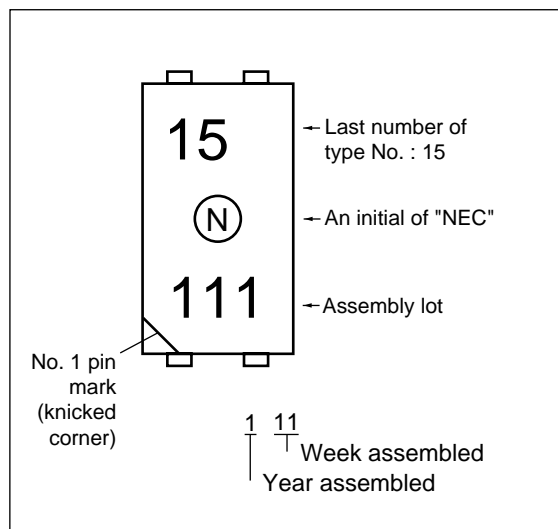 15
Last number of
type No. : 15
N
An initial of "NEC"
111
Assembly lot
No. 1 pin
mark
(knicked
corner)
1 11
Week assembled
Year assembled